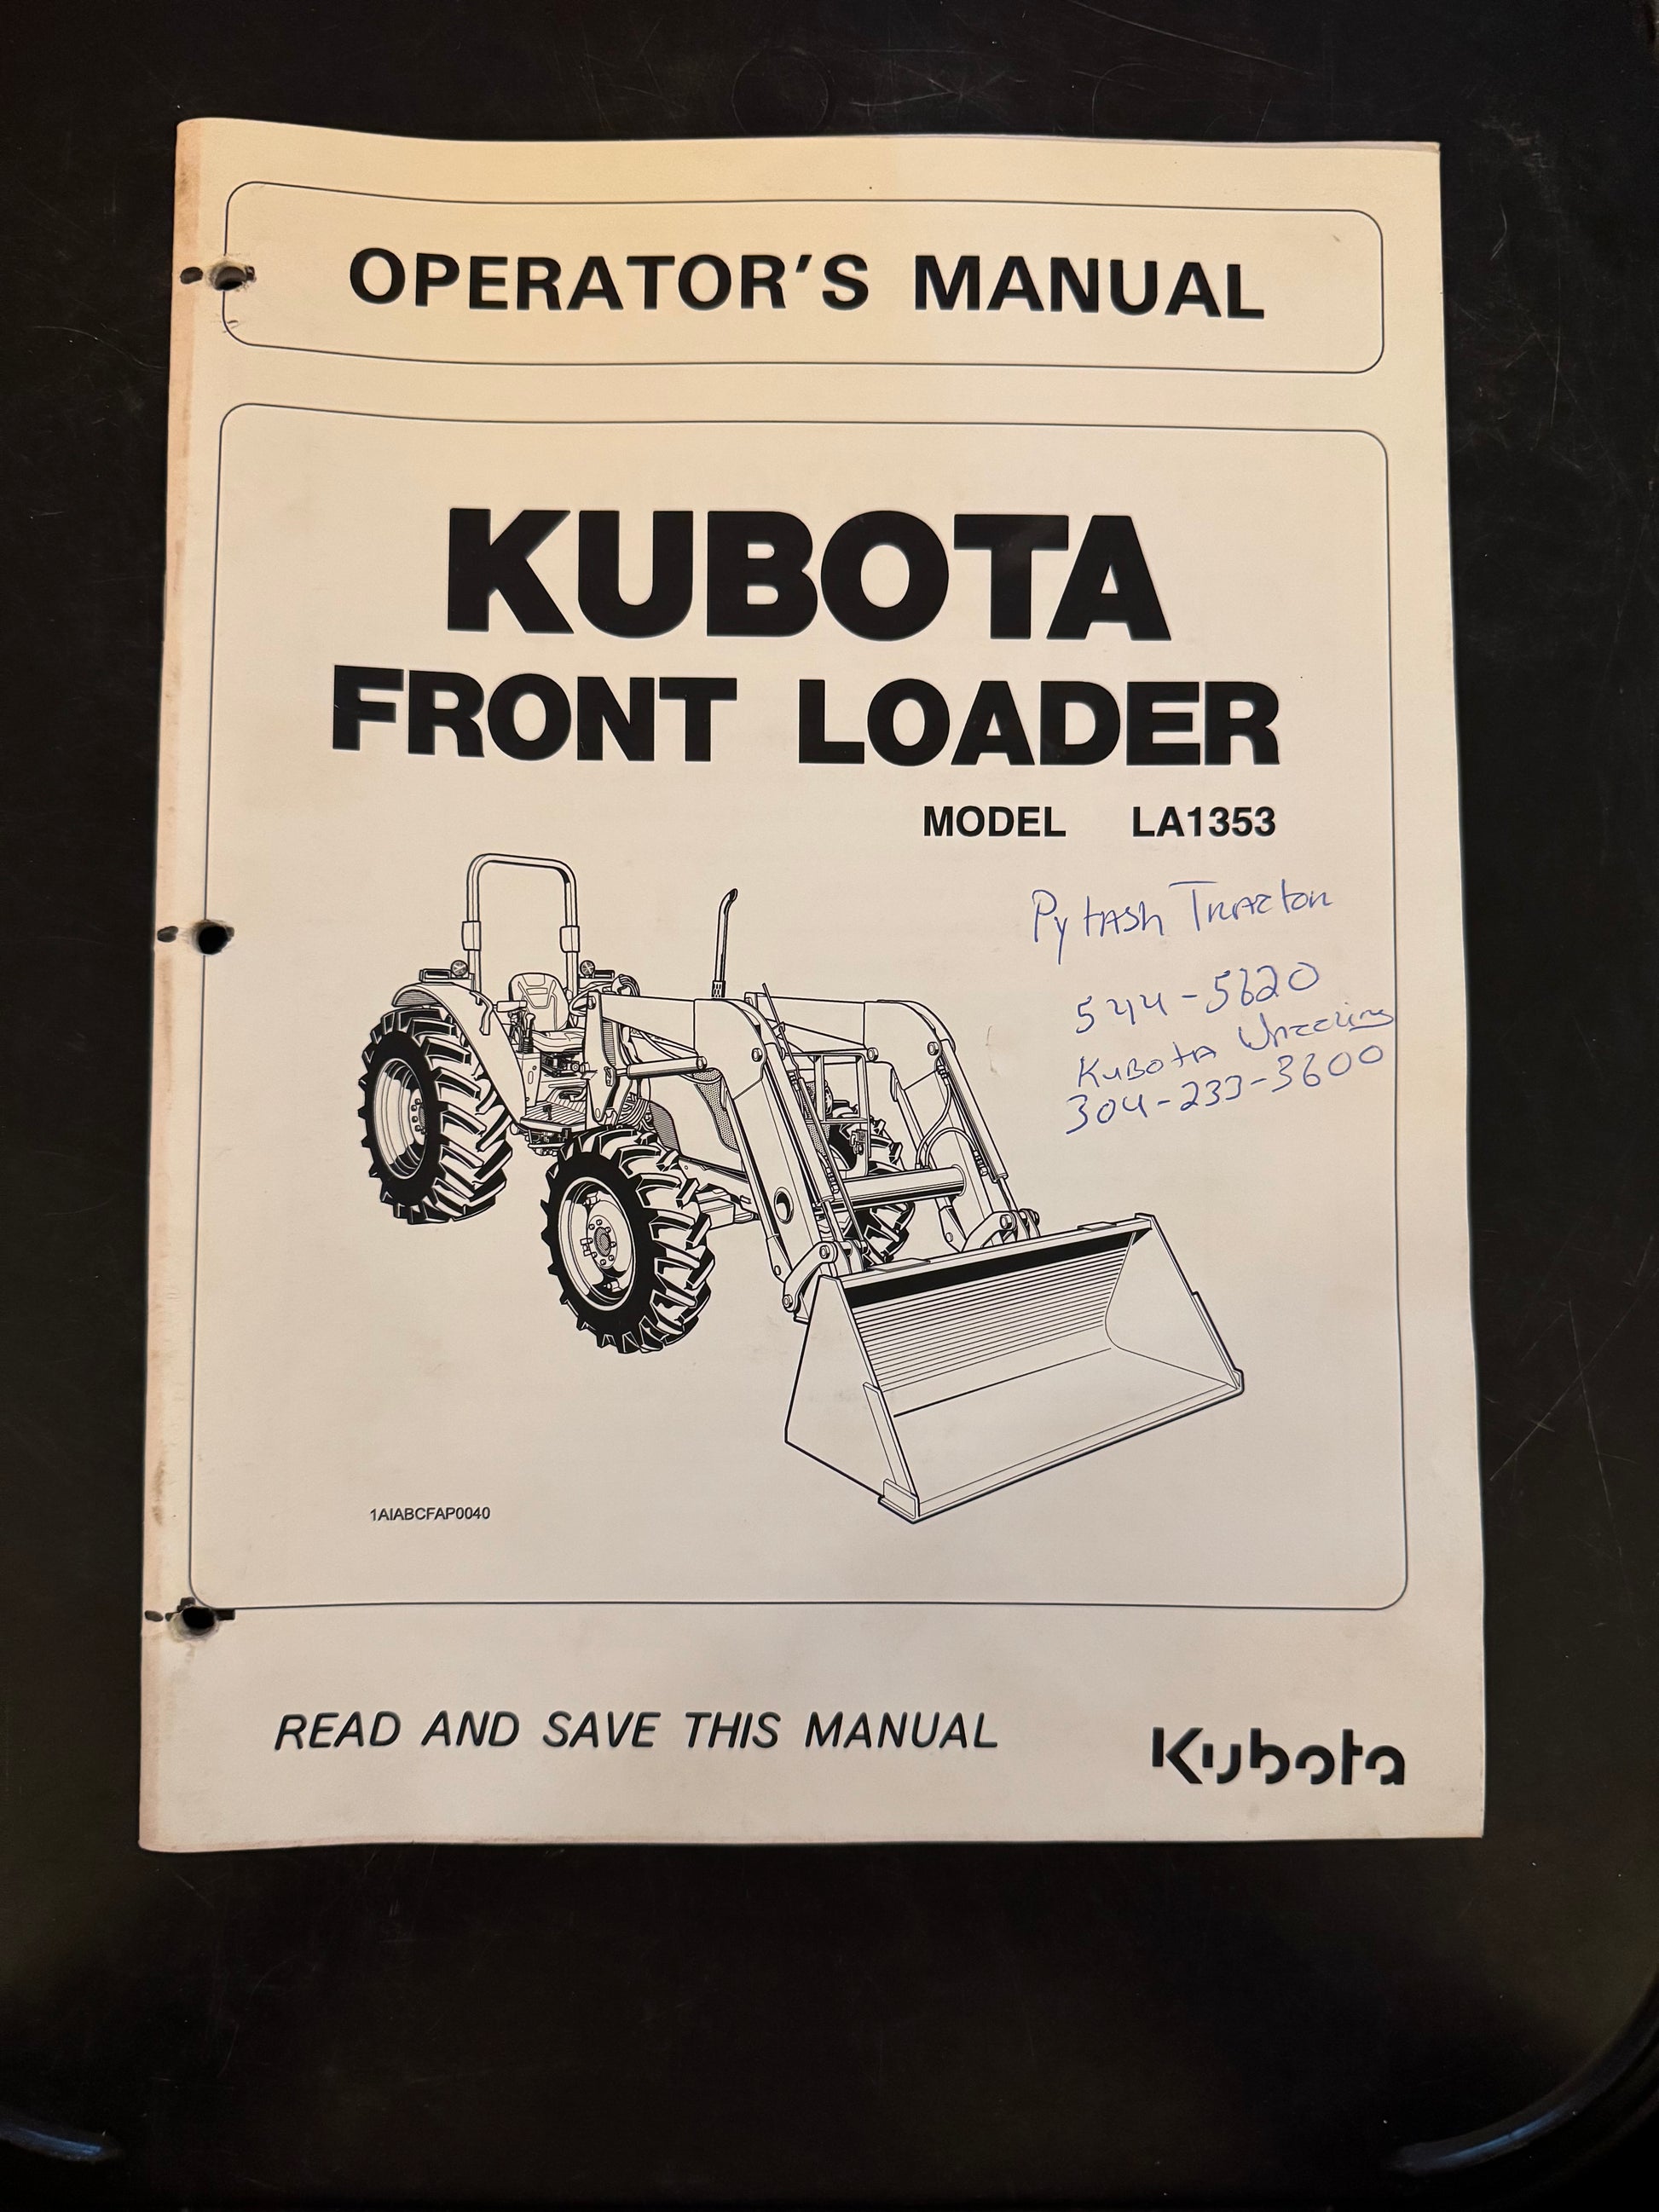 OPERATOR'S MANUAL
KUBOTA
FRONT LOADER
MODEL LA1353
Pytash Tractor
544-5620
Kubota Wheeling
304-233-3600
1AIABCFAP0040
READ AND SAVE THIS MANUAL
Kubota